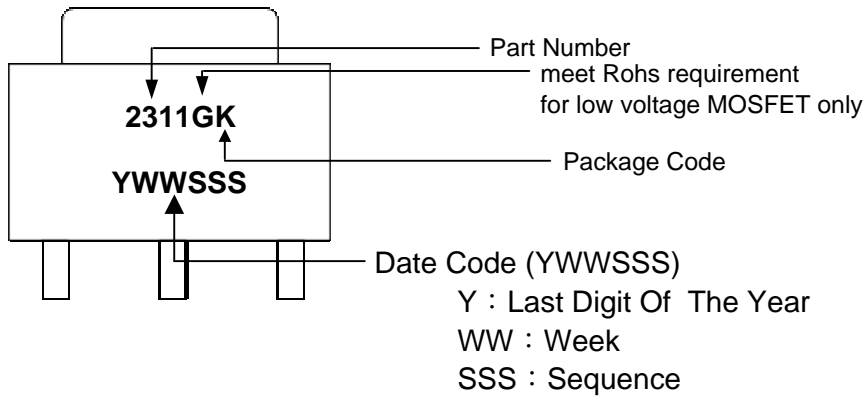 Part Number
meet Rohs requirement
for low voltage MOSFET only
2311GK
Package Code
YWWSSS
Date Code (YWWSSS)
Y：Last Digit Of The Year
WW：Week
SSS：Sequence